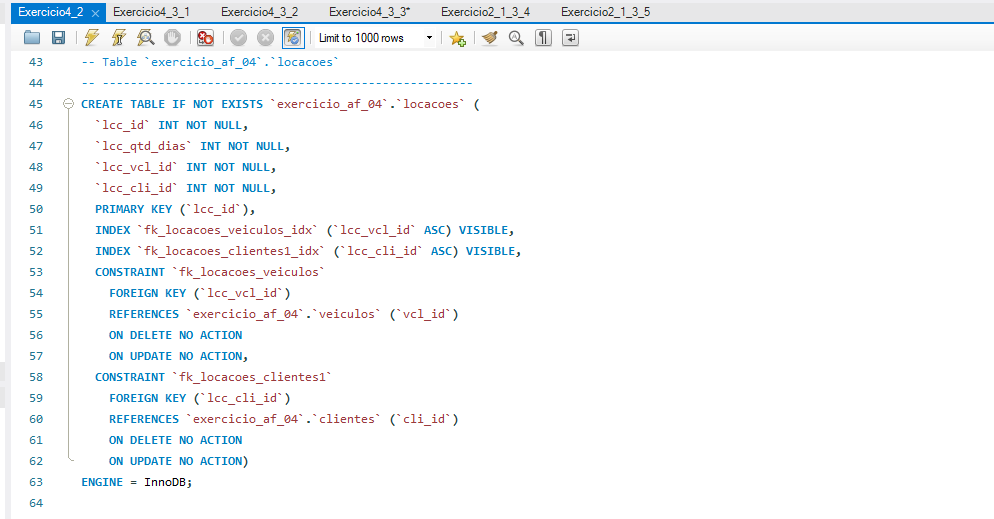 Exercicio4_2 × Exercicio4_3_1 Exercicio4_3_2 Exercicio4_3_3* Exercicio2_1_3_4 Exercicio2_1_3_5
Limit to 1000 rows
43 -- Table `exercicio_af_04`.`locacoes`
44 -- -----------------------------------------------------
45 CREATE TABLE IF NOT EXISTS `exercicio_af_04`.`locacoes` (
46 `lcc_id` INT NOT NULL,
47 `lcc_qtd_dias` INT NOT NULL,
48 `lcc_vcl_id` INT NOT NULL,
49 `lcc_cli_id` INT NOT NULL,
50 PRIMARY KEY (`lcc_id`),
51 INDEX `fk_locacoes_veiculos_idx` (`lcc_vcl_id` ASC) VISIBLE,
52 INDEX `fk_locacoes_clientes1_idx` (`lcc_cli_id` ASC) VISIBLE,
53 CONSTRAINT `fk_locacoes_veiculos`
54 FOREIGN KEY (`lcc_vcl_id`)
55 REFERENCES `exercicio_af_04`.`veiculos` (`vcl_id`)
56 ON DELETE NO ACTION
57 ON UPDATE NO ACTION,
58 CONSTRAINT `fk_locacoes_clientes1`
59 FOREIGN KEY (`lcc_cli_id`)
60 REFERENCES `exercicio_af_04`.`clientes` (`cli_id`)
61 ON DELETE NO ACTION
62 ON UPDATE NO ACTION)
63 ENGINE = InnoDB;
64